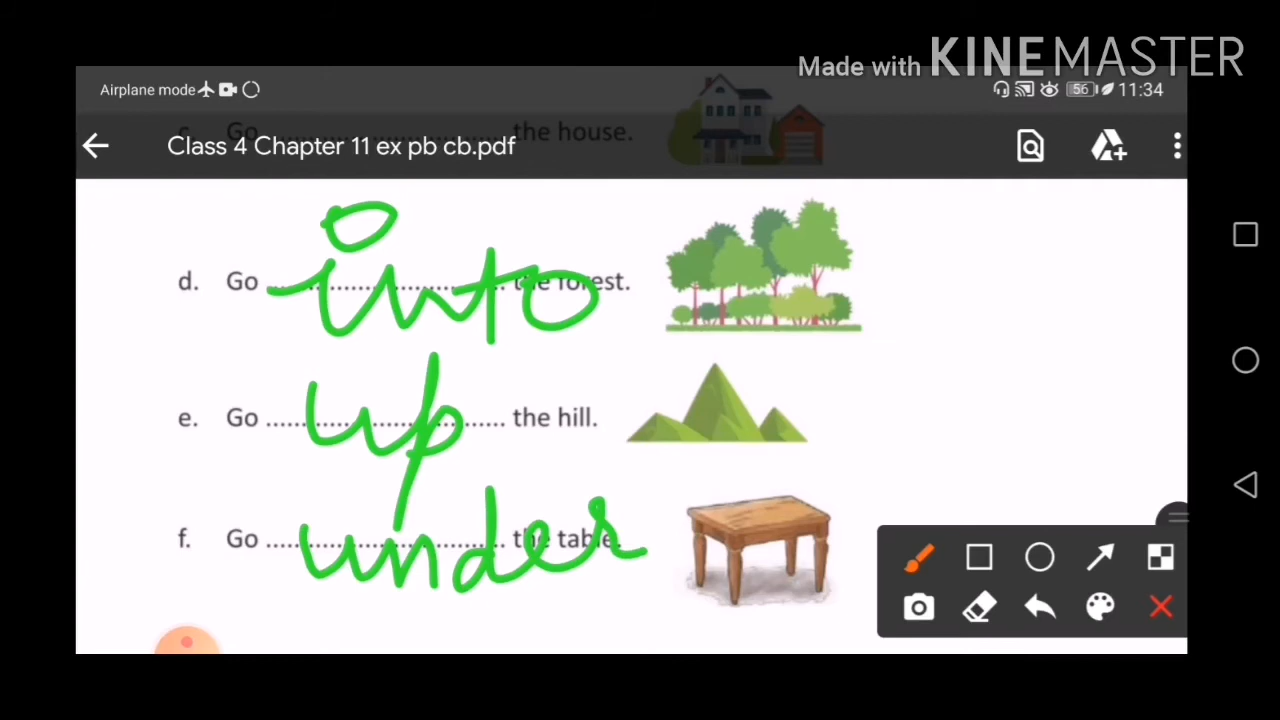 Made with KINEMASTER
Airplane mode 56 11:34
c. Go .................................... the house.
Class 4 Chapter 11 ex pb cb.pdf
d. Go into the forest.
e. Go up the hill.
f. Go under the table.